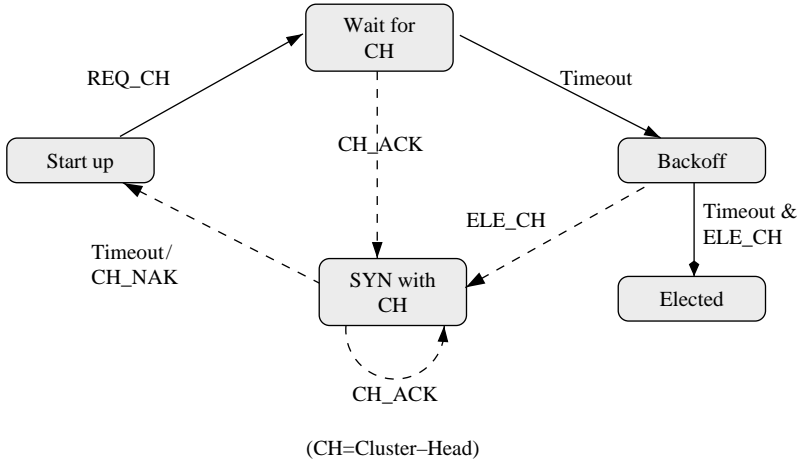 Wait for
CH
REQ_CH
Timeout
CH_ACK
Start up
Backoff
ELE_CH
Timeout &
ELE_CH
Timeout/
CH_NAK
SYN with
CH
Elected
CH_ACK
(CH=Cluster–Head)